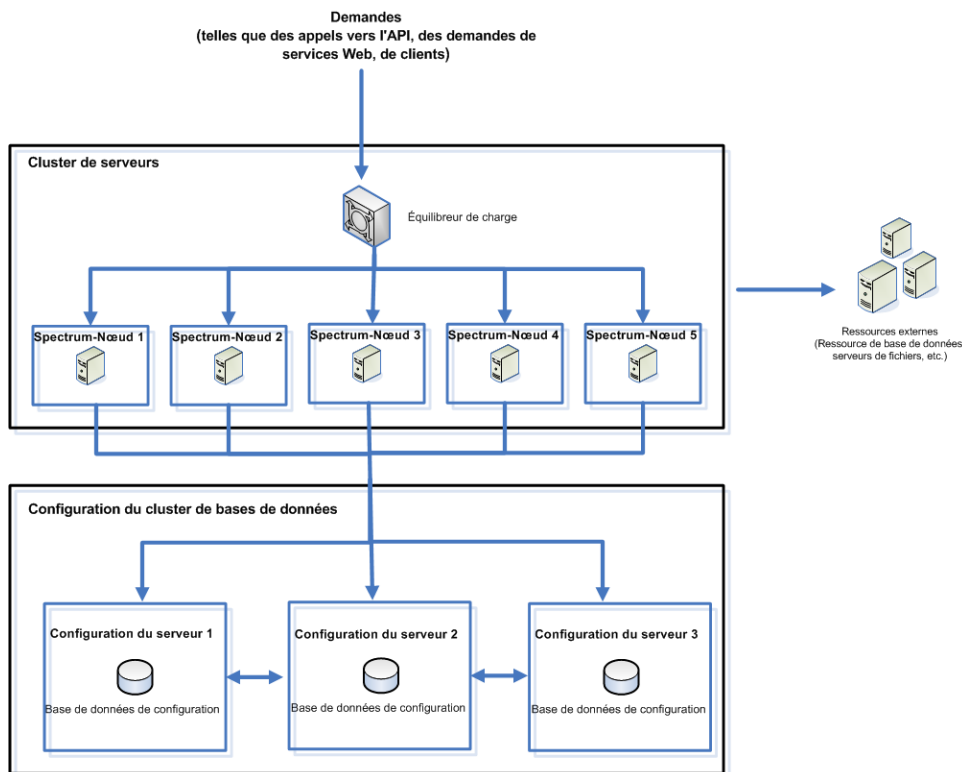 Demandes
(telles que des appels vers l'API, des demandes de
services Web, de clients)
Cluster de serveurs
Équilibreur de charge
Spectrum-Nœud 1
Spectrum-Nœud 2
Spectrum-Nœud 3
Spectrum-Nœud 4
Spectrum-Nœud 5
Ressources externes
(Ressource de base de données
serveurs de fichiers, etc.)
Configuration du cluster de bases de données
Configuration du serveur 1
Base de données de configuration
Configuration du serveur 2
Base de données de configuration
Configuration du serveur 3
Base de données de configuration